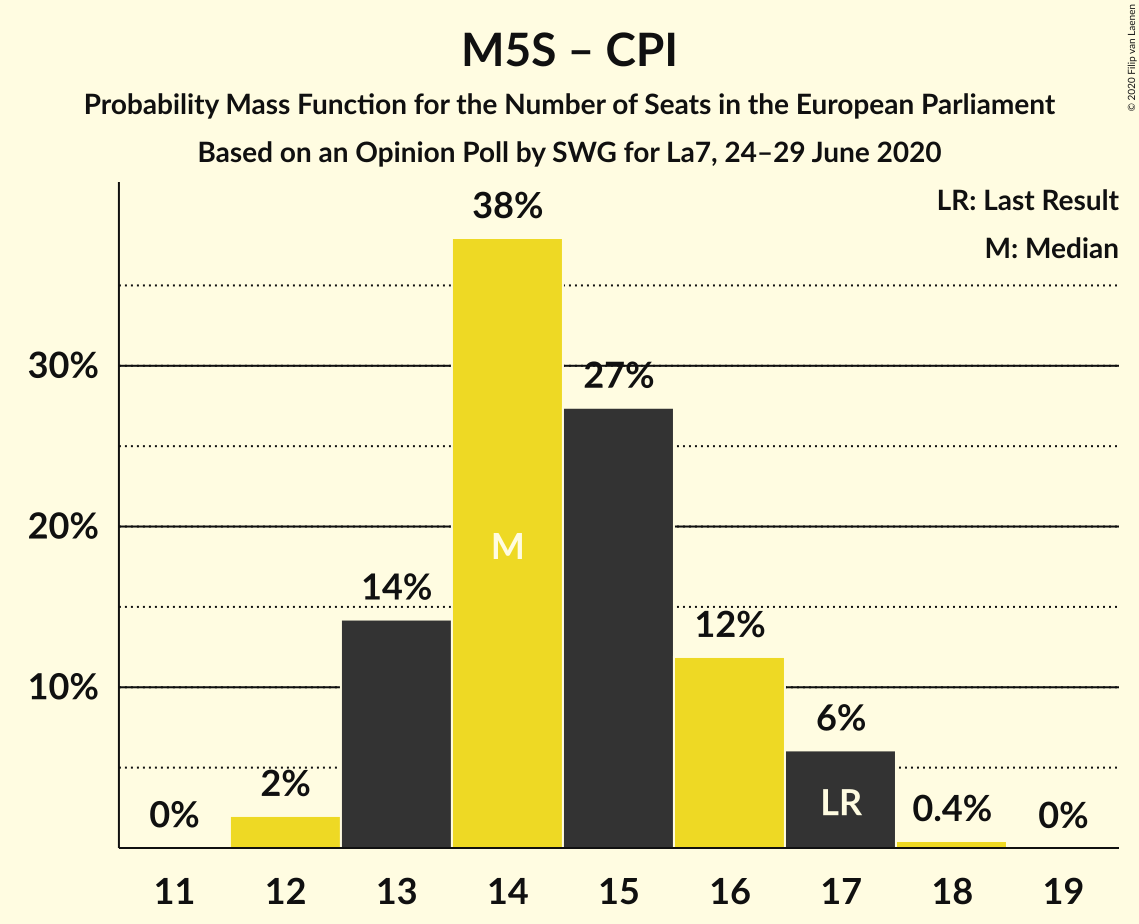 M5S – CPI
Probability Mass Function for the Number of Seats in the European Parliament
Based on an Opinion Poll by SWG for La7, 24–29 June 2020
© 2020 Filip van Laenen
LR: Last Result
M: Median
38%
30%
27%
20%
M
14%
12%
10%
6%
2%
0%
LR
0.4%
0%
11 12 13 14 15 16 17 18 19